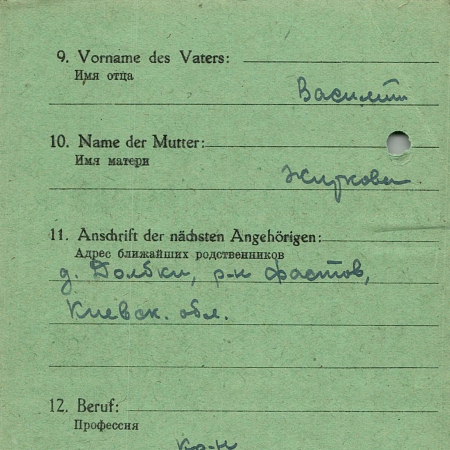 9. Vorname des Vaters:
Имя отца
Василий
10. Name der Mutter:
Имя матери
Жиркова
11. Anschrift der nächsten Angehörigen:
Адрес ближайших родственников
р-н Фастов,
Киевск. обл.
12. Beruf:
Профессия
кр-н